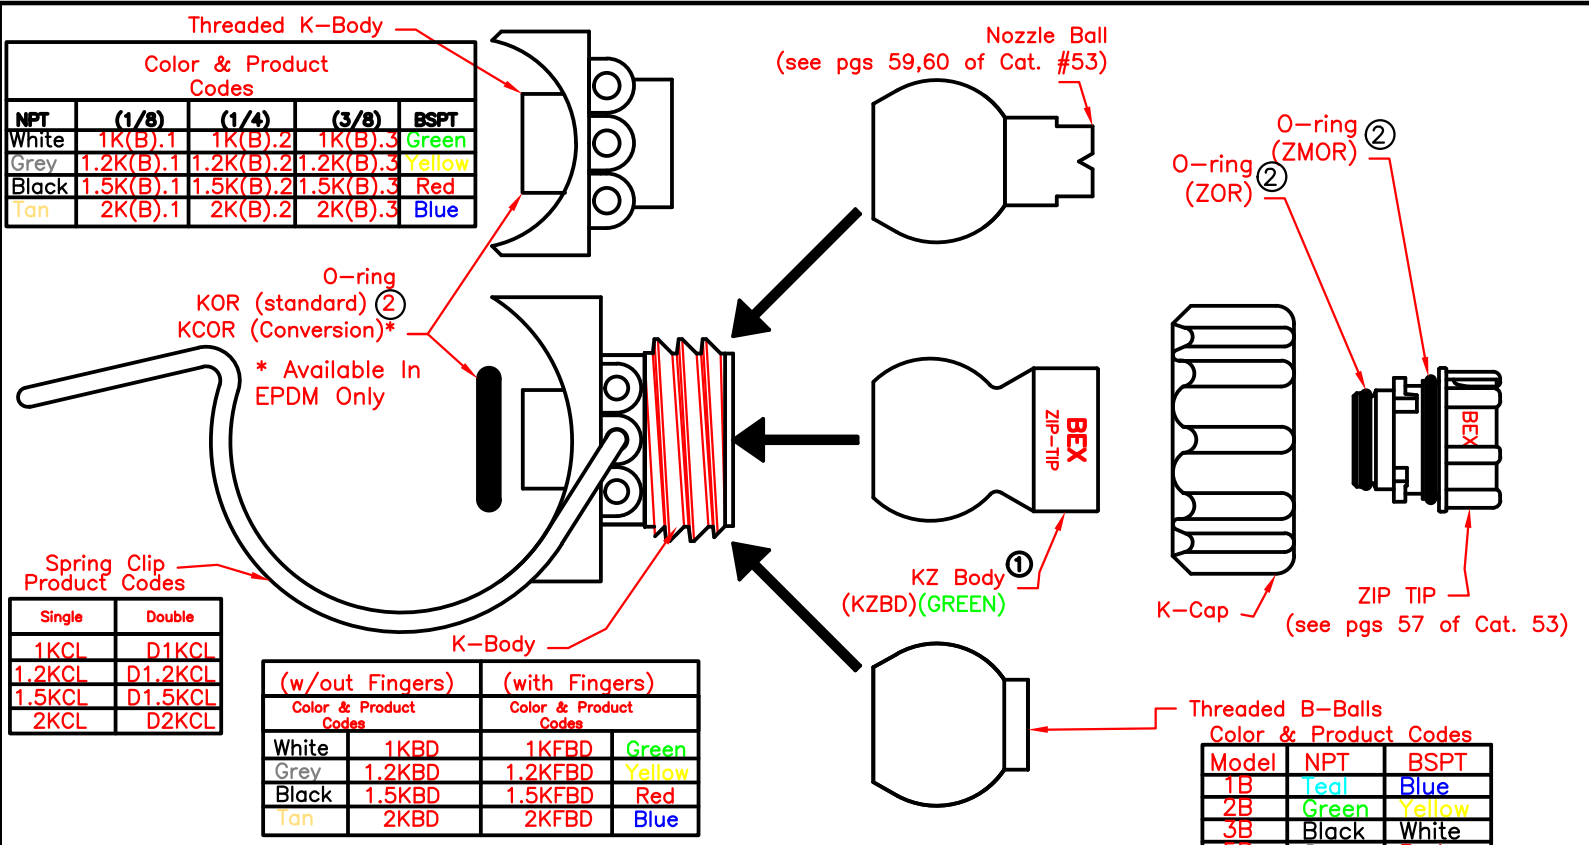 Threaded K-Body
Color & Product
Codes
NPT (1/8) (1/4) (3/8) BSPT
White 1K(B).1 1K(B).2 1K(B).3 Green
Grey 1.2K(B).1 1.2K(B).2 1.2K(B).3 Yellow
Black 1.5K(B).1 1.5K(B).2 1.5K(B).3 Red
Tan 2K(B).1 2K(B).2 2K(B).3 Blue
Nozzle Ball
(see pgs 59,60 of Cat. #53)
O-ring 2
(ZMOR)
O-ring 2
(ZOR)
O-ring
KOR (standard) 2
KCOR (Conversion)*
* Available In
EPDM Only
BEX
ZIP-TIP
BEX
KZ Body 1
(KZBD)(GREEN)
K-Cap
ZIP TIP
(see pgs 57 of Cat. 53)
Spring Clip
Product Codes
Single Double
1KCL D1KCL
1.2KCL D1.2KCL
1.5KCL D1.5KCL
2KCL D2KCL
K-Body
(w/out Fingers) (with Fingers)
Color & Product
Codes
Color & Product
Codes
White 1KBD 1KFBD Green
Grey 1.2KBD 1.2KFBD Yellow
Black 1.5KBD 1.5KFBD Red
Tan 2KBD 2KFBD Blue
Threaded B-Balls
Color & Product Codes
Model NPT BSPT
1B Teal Blue
2B Green Yellow
3B Black White